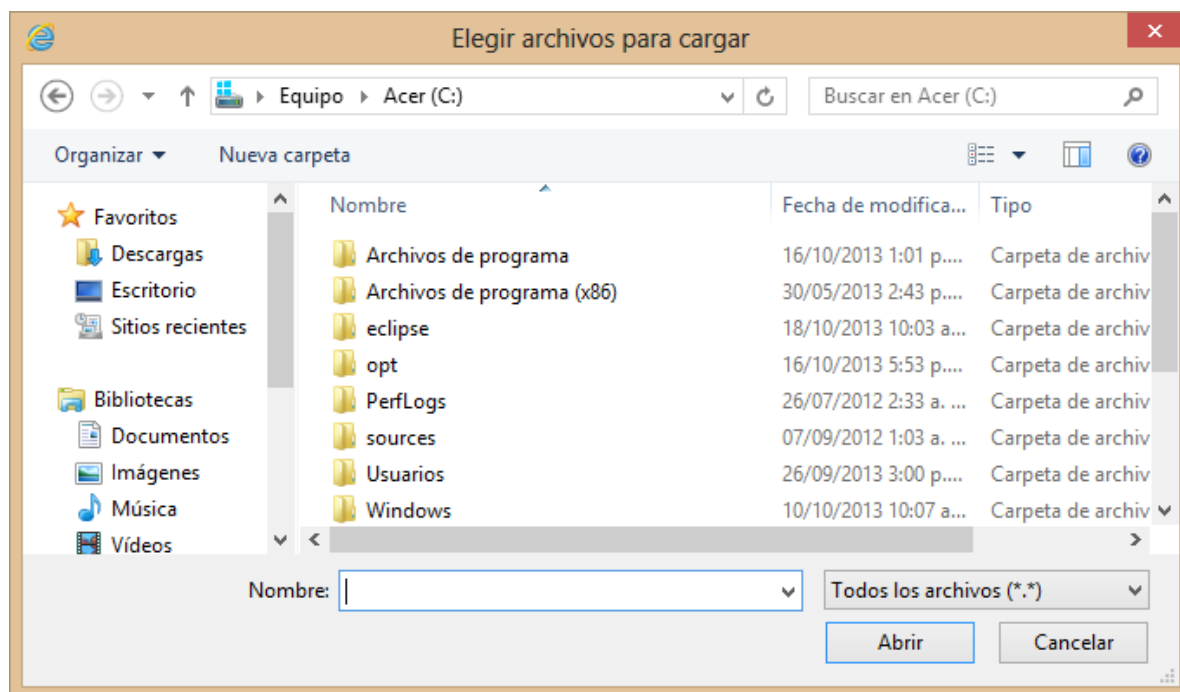 Elegir archivos para cargar
Equipo Acer (C:) Buscar en Acer (C:)
Organizar Nueva carpeta
Favoritos
Descargas
Escritorio
Sitios recientes
Bibliotecas
Documentos
Imágenes
Música
Vídeos
Nombre Fecha de modifica... Tipo
Archivos de programa 16/10/2013 1:01 p.... Carpeta de archiv
Archivos de programa (x86) 30/05/2013 2:43 p.... Carpeta de archiv
eclipse 18/10/2013 10:03 a... Carpeta de archiv
opt 16/10/2013 5:53 p.... Carpeta de archiv
PerfLogs 26/07/2012 2:33 a. ... Carpeta de archiv
sources 07/09/2012 1:03 a. ... Carpeta de archiv
Usuarios 26/09/2013 3:00 p.... Carpeta de archiv
Windows 10/10/2013 10:07 a... Carpeta de archiv
Nombre: Todos los archivos (*.*)
Abrir Cancelar